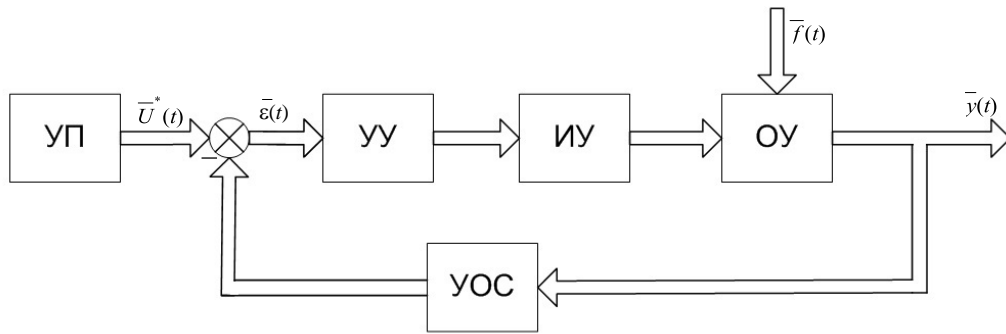 f̅(t)
U̅*(t)
ε̅(t)
y̅(t)
УП
УУ
ИУ
ОУ
−
УОС